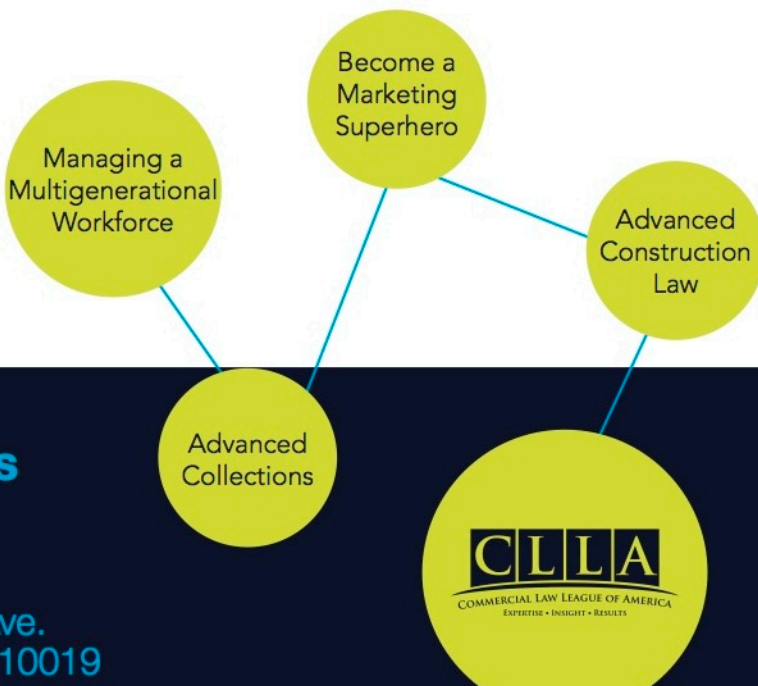 Become a
Marketing
Superhero
Managing a
Multigenerational
Workforce
Advanced
Construction
Law
Advanced
Collections
s
CLLA
COMMERCIAL LAW LEAGUE OF AMERICA
EXPERTISE • INSIGHT • RESULTS
ve.
10019